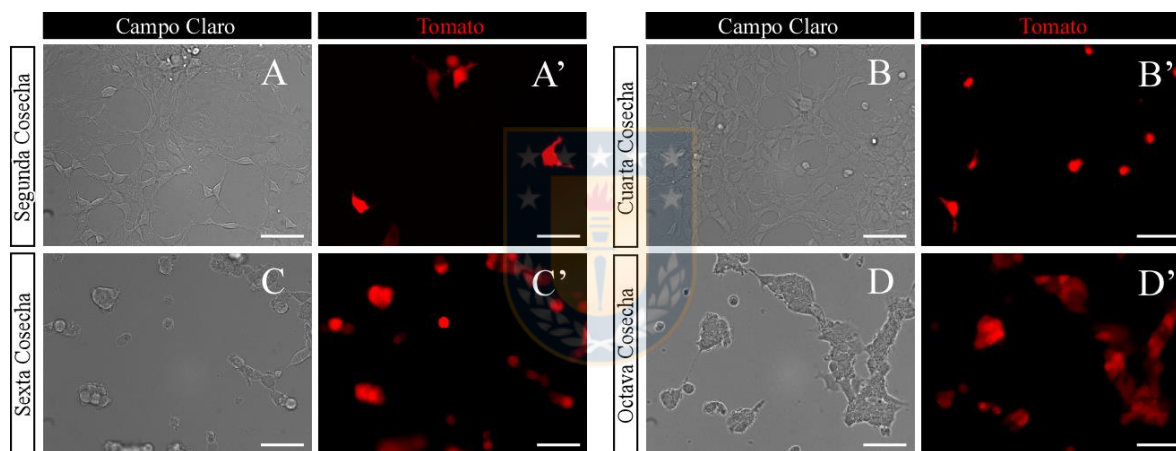 Campo Claro
Tomato
Campo Claro
Tomato
Segunda Cosecha
A
A'
Cuarta Cosecha
B
B'
Sexta Cosecha
C
C'
Octava Cosecha
D
D'